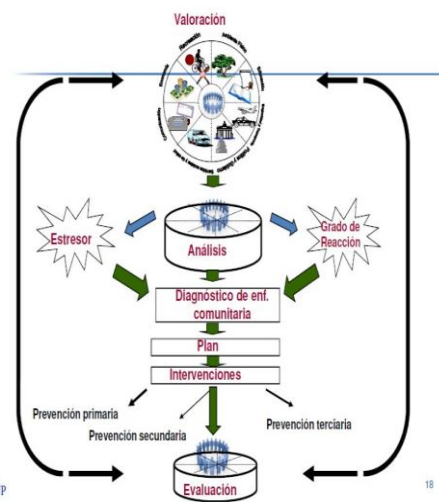 Valoración
Recreación
Estresor
Análisis
Grado de
Reacción
Diagnóstico de enf.
comunitaria
Plan
Intervenciones
Prevención primaria
Prevención secundaria
Prevención terciaria
Evaluación
18